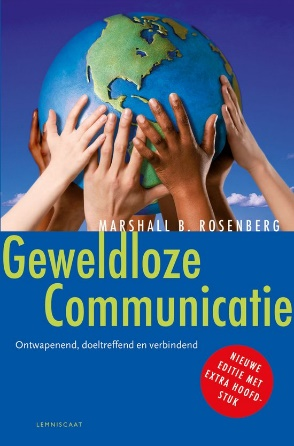 MARSHALL B. ROSENBERG
Geweldloze
Communicatie
Ontwapenend, doeltreffend en verbindend
NIEUWE
EDITIE MET
EXTRA HOOFD-
STUK
LEMNISCAAT